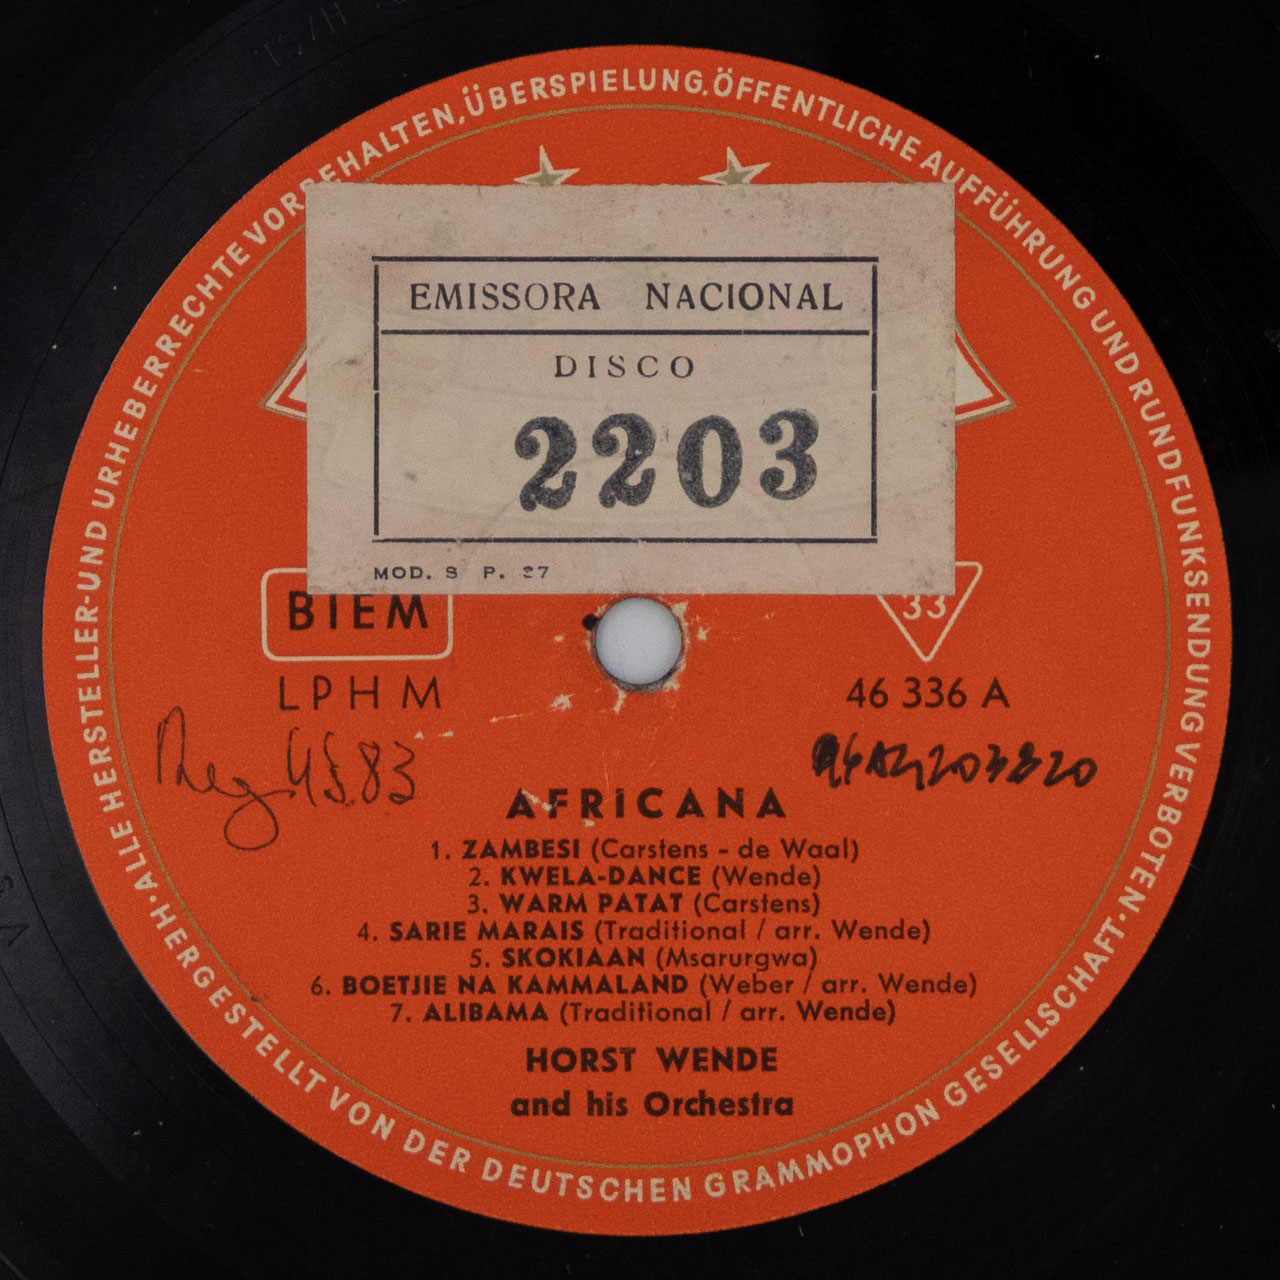 ALLE HERSTELLER-UND URHEBERRECHTE VORBEHALTEN, ÜBERSPIELUNG, ÖFFENTLICHE AUFFÜHRUNG UND RUNDFUNKSENDUNG VERBOTEN.
EMISSORA NACIONAL
DISCO
2203
MOD. S P. 27
BIEM
33
LPHM
46 336 A
Reg. 4583
AFRICANA
1. ZAMBESI (Carstens - de Waal)
2. KWELA-DANCE (Wende)
3. WARM PATAT (Carstens)
4. SARIE MARAIS (Traditional / arr. Wende)
5. SKOKIAAN (Msarurgwa)
6. BOETJIE NA KAMMALAND (Weber / arr. Wende)
7. ALIBAMA (Traditional / arr. Wende)
HORST WENDE
and his Orchestra
HERGESTELLT VON DER DEUTSCHEN GRAMMOPHON GESELLSCHAFT